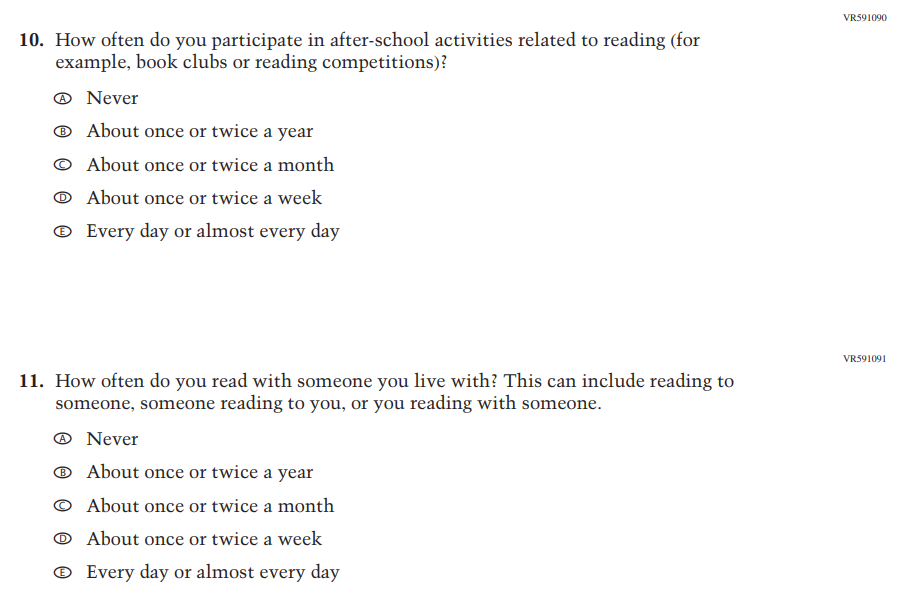 VR591090
10. How often do you participate in after-school activities related to reading (for
example, book clubs or reading competitions)?
A Never
B About once or twice a year
C About once or twice a month
D About once or twice a week
E Every day or almost every day
VR591091
11. How often do you read with someone you live with? This can include reading to
someone, someone reading to you, or you reading with someone.
A Never
B About once or twice a year
C About once or twice a month
D About once or twice a week
E Every day or almost every day